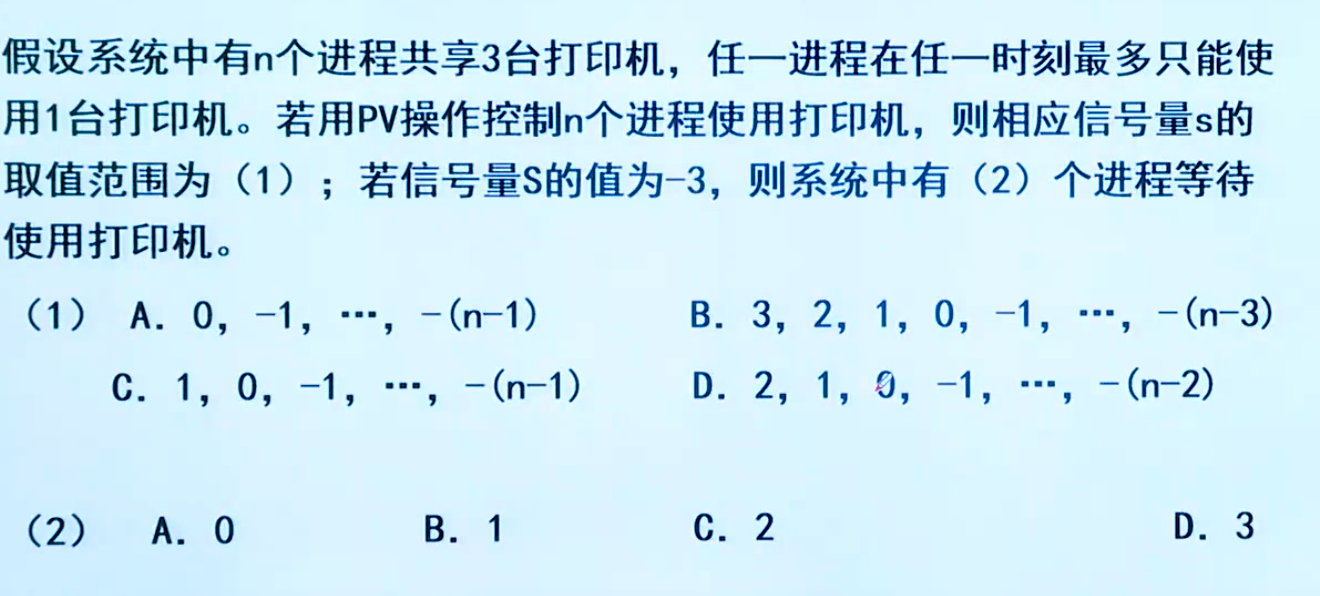 假设系统中有n个进程共享3台打印机，任一进程在任一时刻最多只能使
用1台打印机。若用PV操作控制n个进程使用打印机，则相应信号量s的
取值范围为（1）；若信号量S的值为-3，则系统中有（2）个进程等待
使用打印机。
（1） A. 0, -1, …, -(n-1) B. 3, 2, 1, 0, -1, …, -(n-3)
C. 1, 0, -1, …, -(n-1) D. 2, 1, 0, -1, …, -(n-2)
（2） A. 0 B. 1 C. 2 D. 3